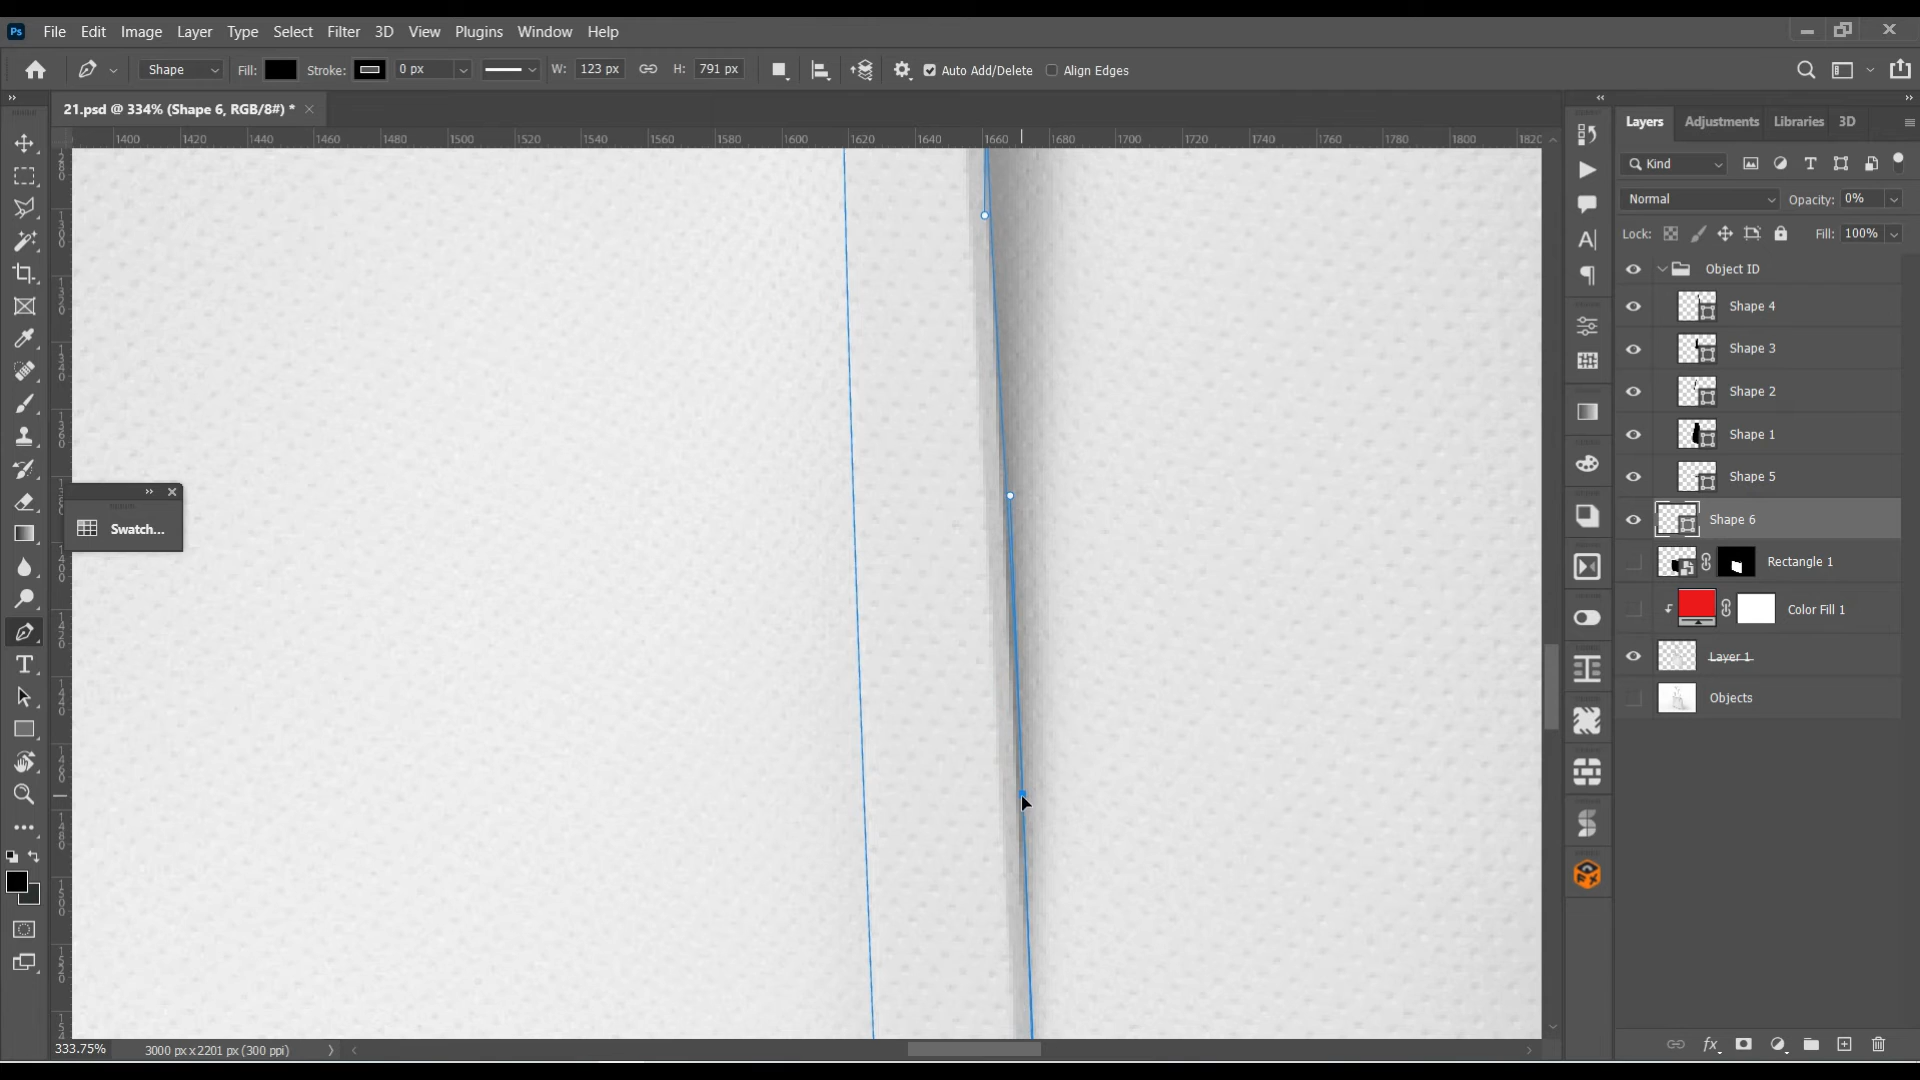 Ps File Edit Image Layer Type Select Filter 3D View Plugins Window Help
Shape Fill: Stroke: 0 px W: 123 px H: 791 px Auto Add/Delete Align Edges
21.psd @ 334% (Shape 6, RGB/8#) *
1400 1420 1440 1460 1480 1500 1520 1540 1560 1580 1600 1620 1640 1660 1680 1700 1720 1740 1760 1780 1800 1820
Layers Adjustments Libraries 3D
Kind
Normal Opacity: 0%
Lock: Fill: 100%
Object ID
Shape 4
Shape 3
Shape 2
Shape 1
Shape 5
Swatch...
Shape 6
Rectangle 1
Color Fill 1
Layer 1
Objects
333.75% 3000 px x 2201 px (300 ppi)